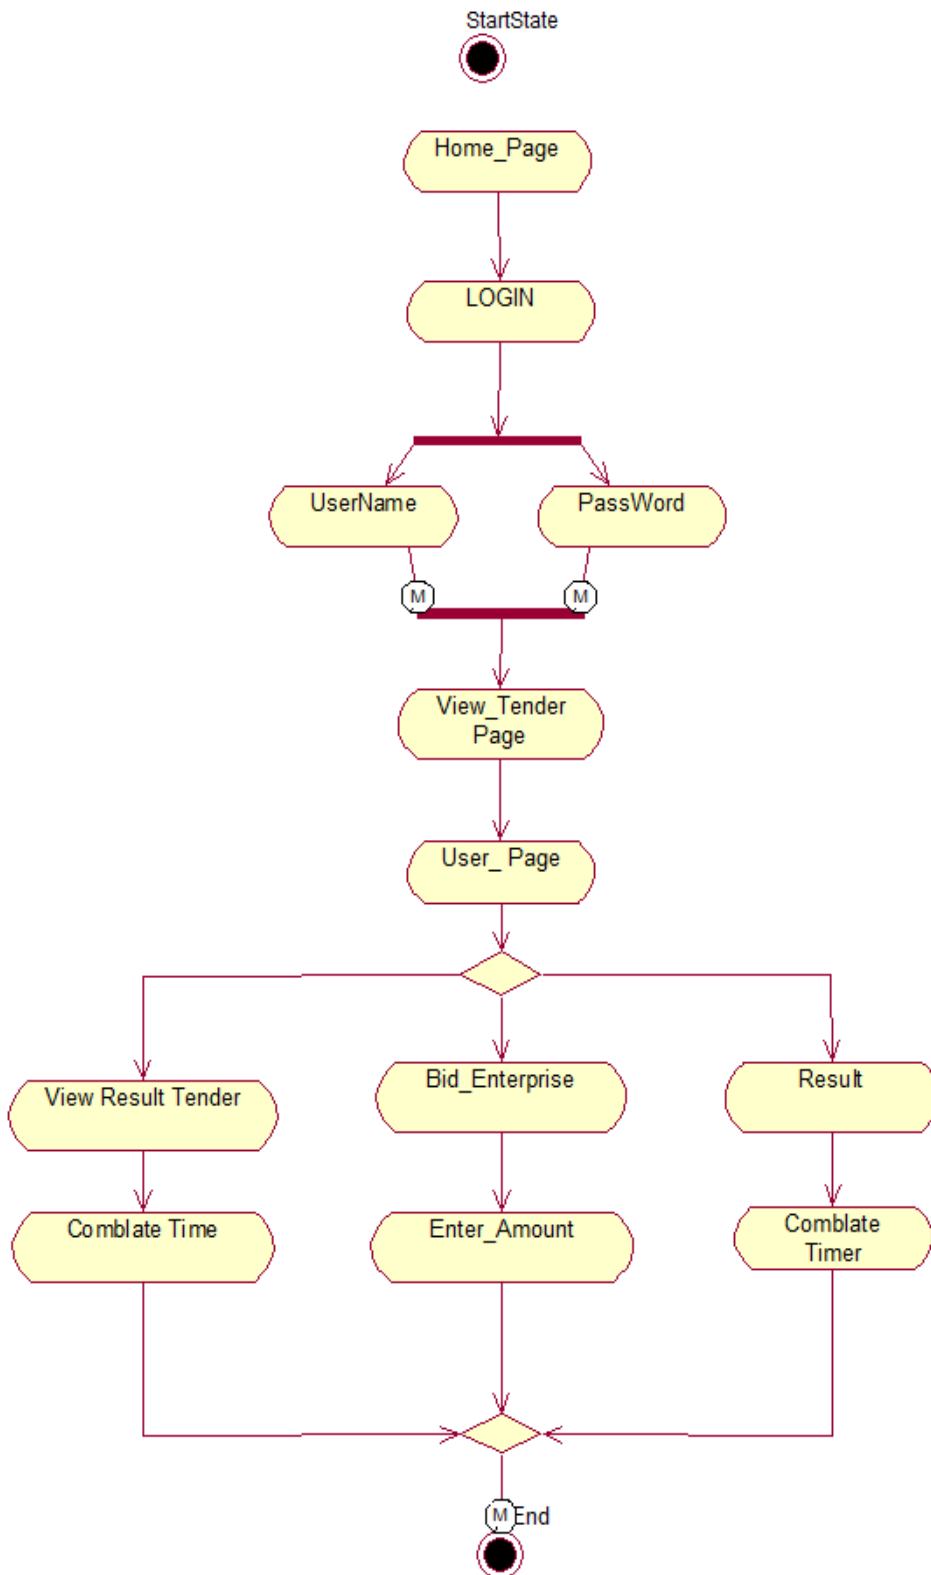 StartState
Home_Page
LOGIN
UserName
PassWord
M
M
View_Tender
Page
User_ Page
Bid_Enterprise
Result
View Result Tender
Comblate Time
Enter_Amount
Comblate
Timer
M
End